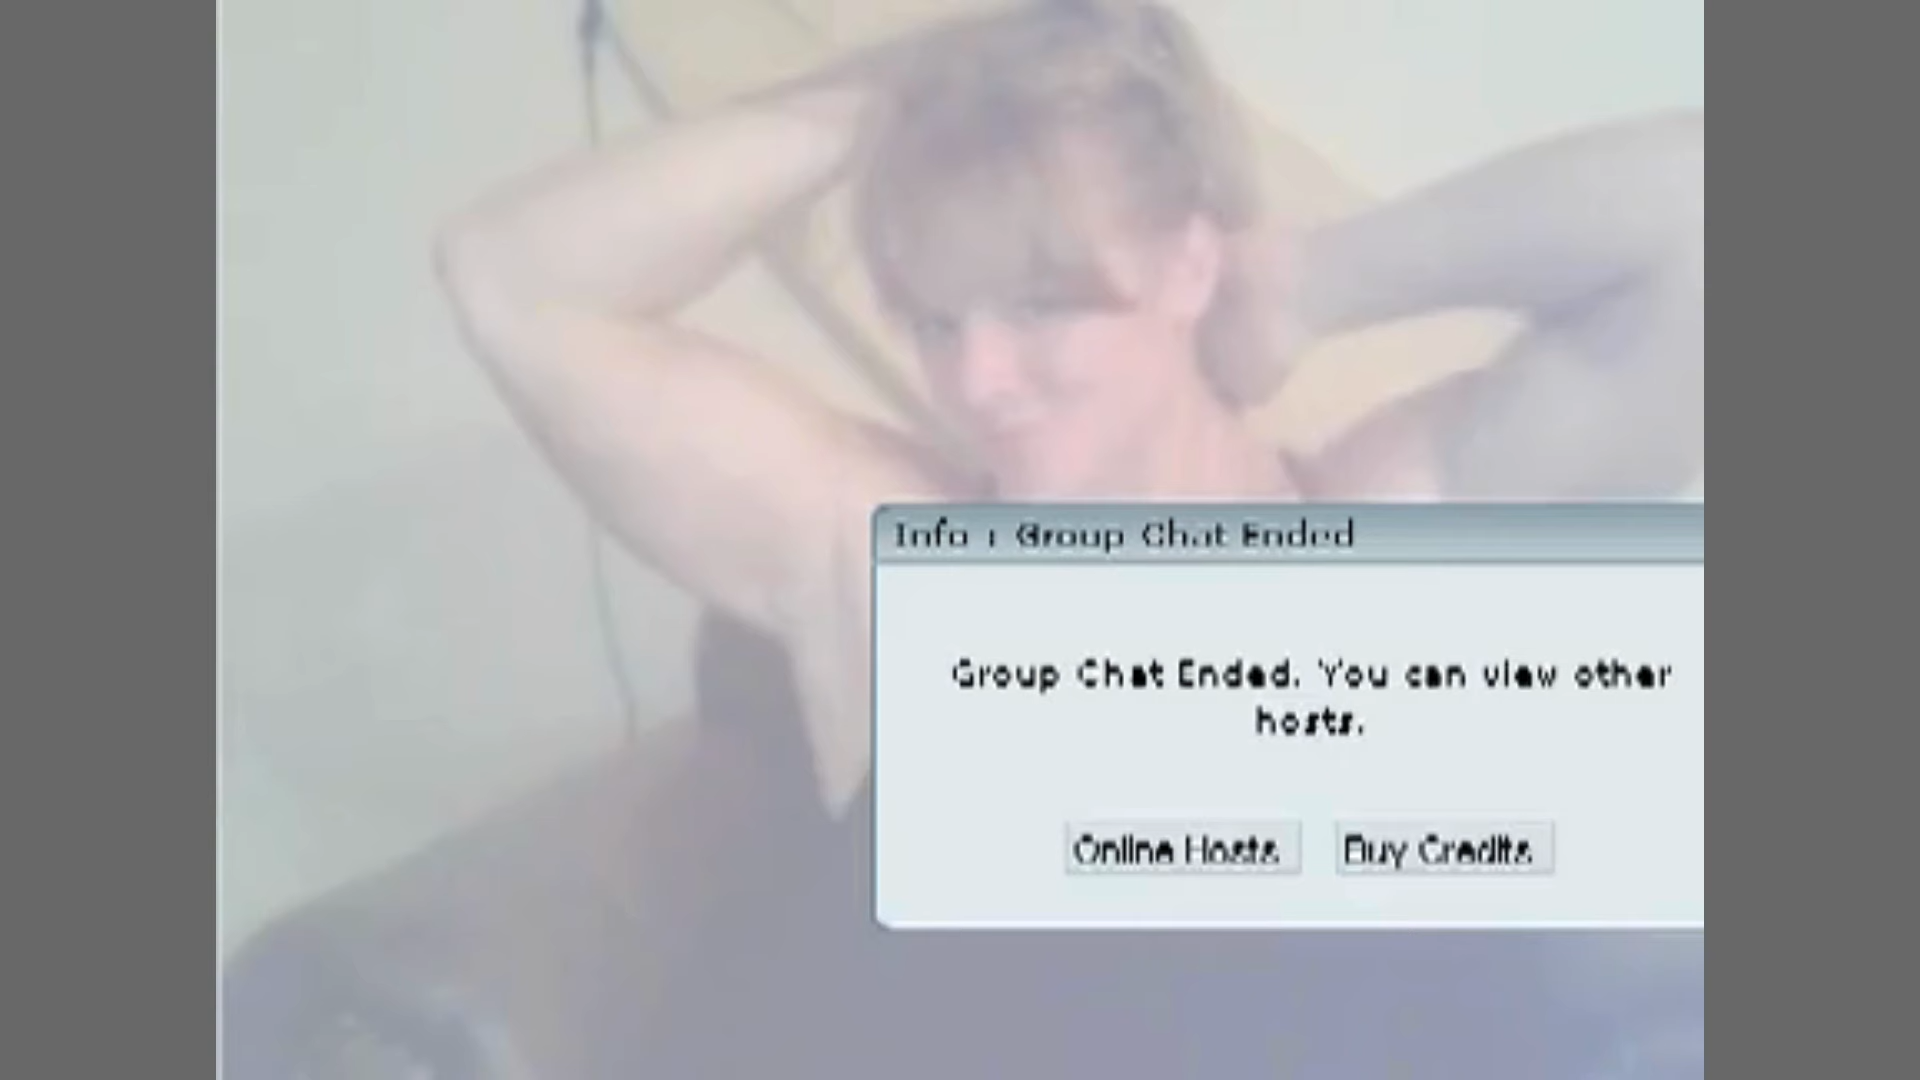 Info : Group Chat Ended
Group Chat Ended. You can view other
hosts.
Online Hosts
Buy Credits